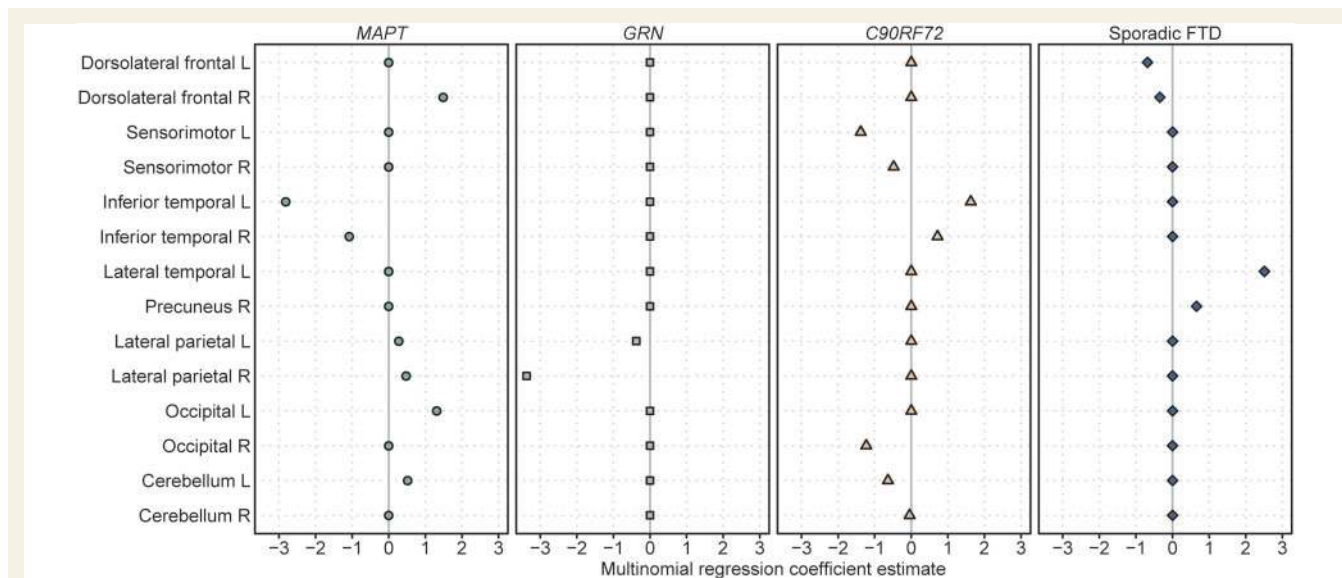 MAPT GRN C90RF72 Sporadic FTD
Dorsolateral frontal L
Dorsolateral frontal R
Sensorimotor L
Sensorimotor R
Inferior temporal L
Inferior temporal R
Lateral temporal L
Precuneus R
Lateral parietal L
Lateral parietal R
Occipital L
Occipital R
Cerebellum L
Cerebellum R
−3 −2 −1 0 1 2 3 −3 −2 −1 0 1 2 3 −3 −2 −1 0 1 2 3 −3 −2 −1 0 1 2 3
Multinomial regression coefficient estimate